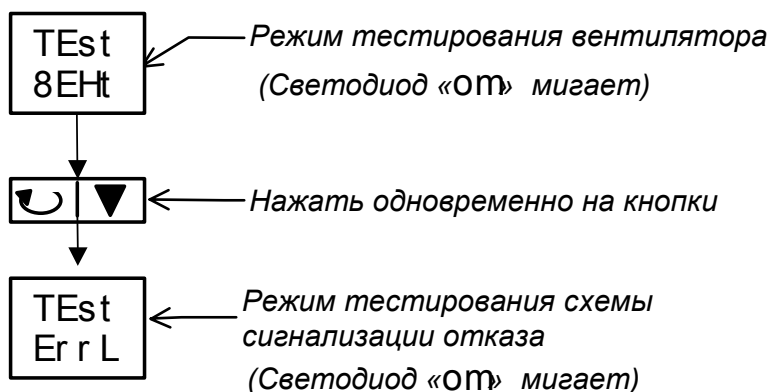 TEst
8EHt
Режим тестирования вентилятора
(Светодиод «om» мигает)
Нажать одновременно на кнопки
TEst
Er r L
Режим тестирования схемы
сигнализации отказа
(Светодиод «om» мигает)